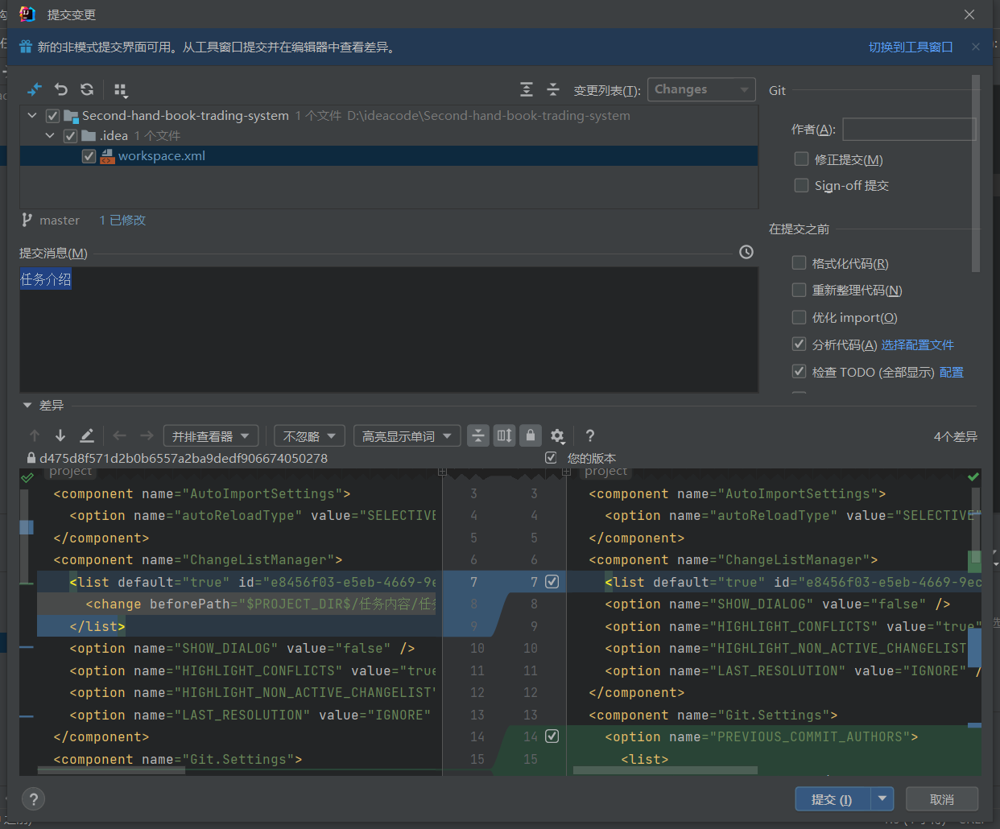 提交变更
新的非模式提交界面可用。从工具窗口提交并在编辑器中查看差异。
切换到工具窗口
变更列表(T):
Changes
Second-hand-book-trading-system 1 个文件 D:\ideacode\Second-hand-book-trading-system
.idea 1 个文件
workspace.xml
master 1 已修改
提交消息(M)
任务介绍
Git
作者(A):
修正提交(M)
Sign-off 提交
在提交之前
格式化代码(R)
重新整理代码(N)
优化 import(O)
分析代码(A) 选择配置文件
检查 TODO (全部显示) 配置
差异
并排查看器
不忽略
高亮显示单词
?
4个差异
d475d8f571d2b0b6557a2ba9dedf906674050278
您的版本
project
<component name="AutoImportSettings">
<option name="autoReloadType" value="SELECTIVE
</component>
<component name="ChangeListManager">
<list default="true" id="e8456f03-e5eb-4669-9e
<change beforePath="$PROJECT_DIR$/任务内容/任务
</list>
<option name="SHOW_DIALOG" value="false" />
<option name="HIGHLIGHT_CONFLICTS" value="true
<option name="HIGHLIGHT_NON_ACTIVE_CHANGELIST"
<option name="LAST_RESOLUTION" value="IGNORE"
</component>
<component name="Git.Settings">
3 3
4 4
5 5
6 6
7 7
8 8
9 9
10 10
11 11
12 12
13 13
14 14
15 15
project
<component name="AutoImportSettings">
<option name="autoReloadType" value="SELECTIVE"
</component>
<component name="ChangeListManager">
<list default="true" id="e8456f03-e5eb-4669-9ec
<option name="SHOW_DIALOG" value="false" />
<option name="HIGHLIGHT_CONFLICTS" value="true"
<option name="HIGHLIGHT_NON_ACTIVE_CHANGELIST
<option name="LAST_RESOLUTION" value="IGNORE" /
</component>
<component name="Git.Settings">
<option name="PREVIOUS_COMMIT_AUTHORS">
<list>
?
提交 (I)
取消